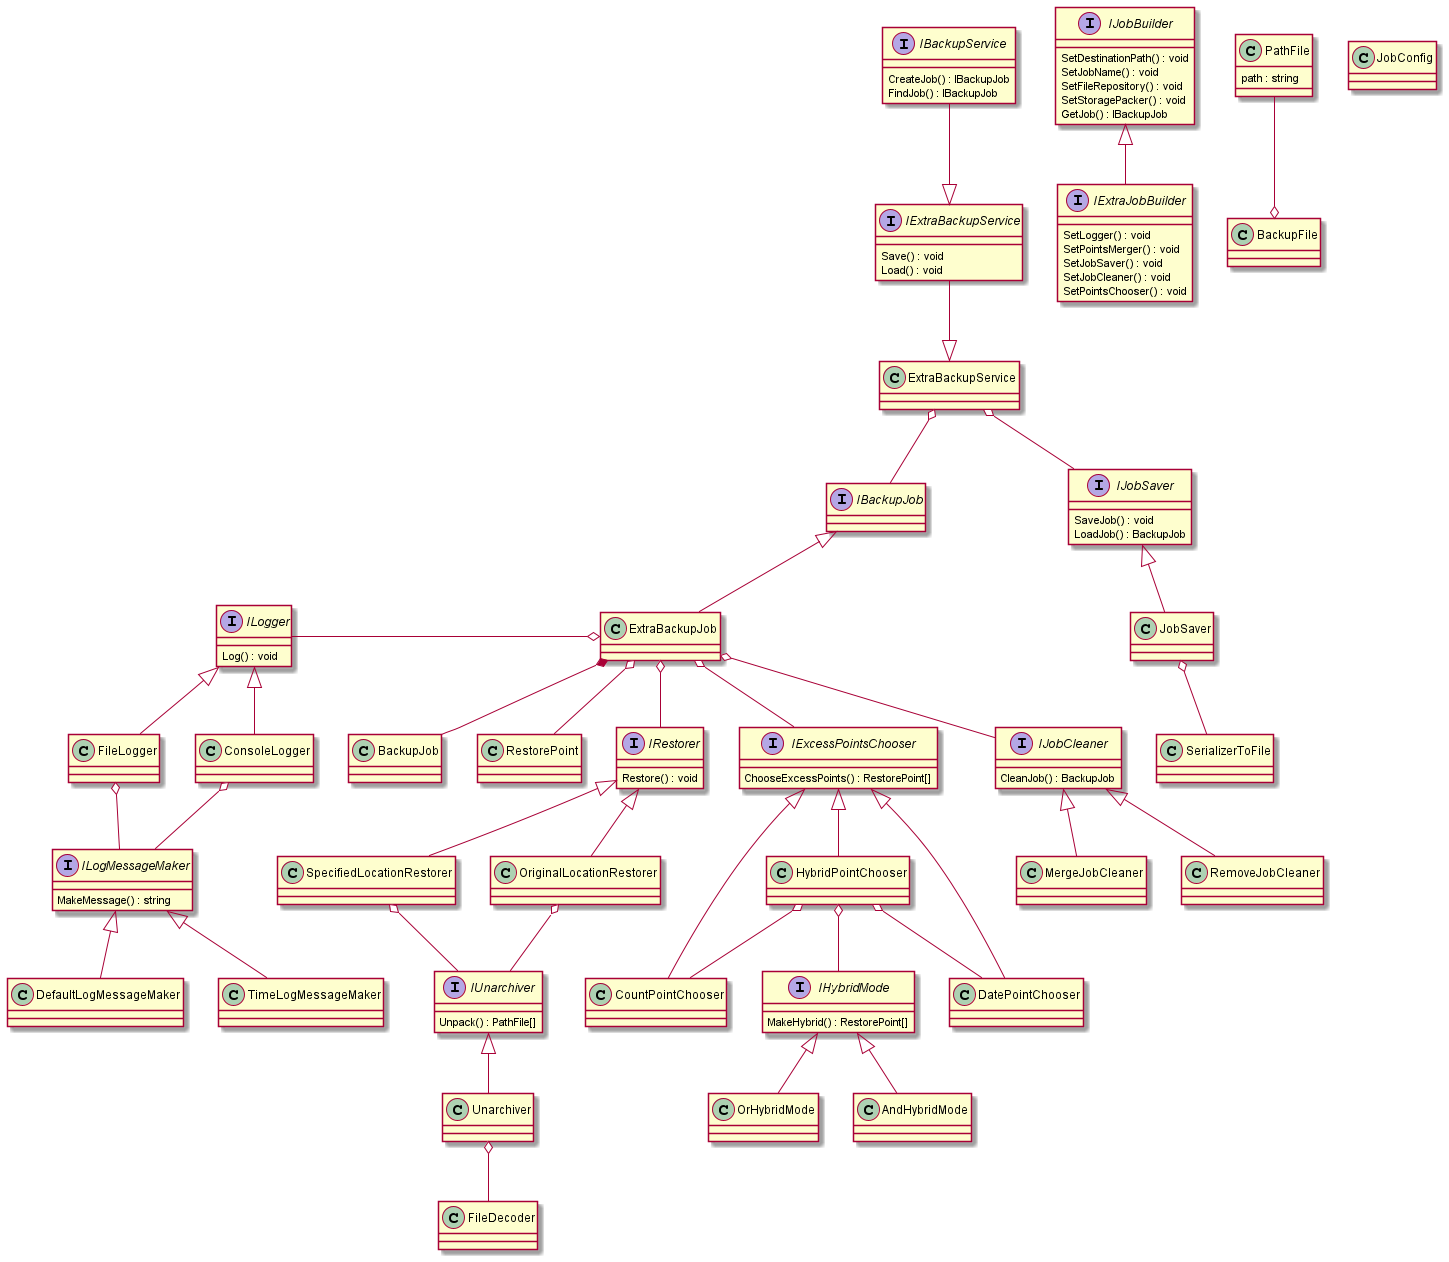 I IBackupService
CreateJob() : IBackupJob
FindJob() : IBackupJob
I IJobBuilder
SetDestinationPath() : void
SetJobName() : void
SetFileRepository() : void
SetStoragePacker() : void
GetJob() : IBackupJob
C PathFile
path : string
C JobConfig
I IExtraBackupService
Save() : void
Load() : void
I IExtraJobBuilder
SetLogger() : void
SetPointsMerger() : void
SetJobSaver() : void
SetJobCleaner() : void
SetPointsChooser() : void
C BackupFile
C ExtraBackupService
I IBackupJob
I IJobSaver
SaveJob() : void
LoadJob() : BackupJob
I ILogger
Log() : void
C ExtraBackupJob
C JobSaver
C FileLogger
C ConsoleLogger
C BackupJob
C RestorePoint
I IRestorer
Restore() : void
I IExcessPointsChooser
ChooseExcessPoints() : RestorePoint[]
I IJobCleaner
CleanJob() : BackupJob
C SerializerToFile
I ILogMessageMaker
MakeMessage() : string
C SpecifiedLocationRestorer
C OriginalLocationRestorer
C HybridPointChooser
C MergeJobCleaner
C RemoveJobCleaner
C DefaultLogMessageMaker
C TimeLogMessageMaker
I IUnarchiver
Unpack() : PathFile[]
C CountPointChooser
I IHybridMode
MakeHybrid() : RestorePoint[]
C DatePointChooser
C Unarchiver
C OrHybridMode
C AndHybridMode
C FileDecoder